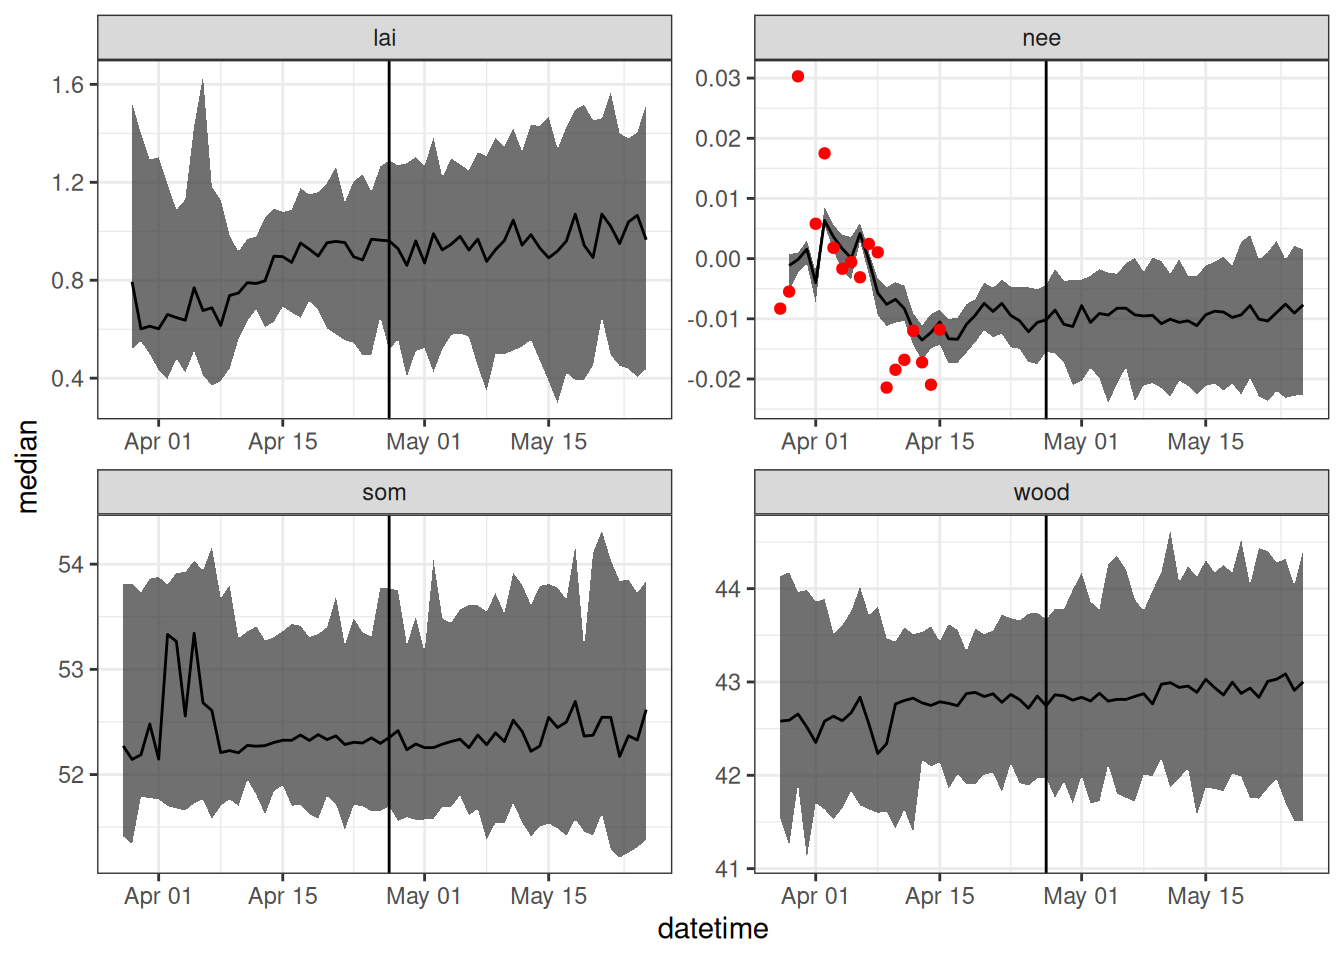 lai
nee
1.6
1.2
0.8
0.4
0.03
0.02
0.01
0.00
-0.01
-0.02
Apr 01 Apr 15 May 01 May 15
Apr 01 Apr 15 May 01 May 15
som
wood
54
53
52
44
43
42
41
Apr 01 Apr 15 May 01 May 15
Apr 01 Apr 15 May 01 May 15
median
datetime